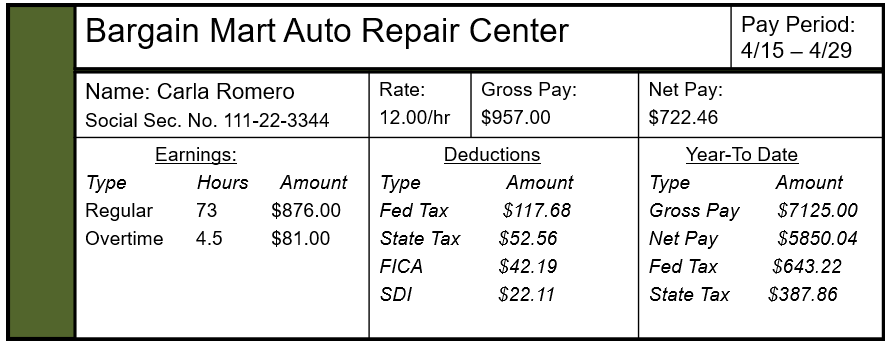 Bargain Mart Auto Repair Center
Pay Period:
4/15 – 4/29
Name: Carla Romero
Social Sec. No. 111-22-3344
Rate:
12.00/hr
Gross Pay:
$957.00
Net Pay:
$722.46
Earnings:
Type Hours Amount
Regular 73 $876.00
Overtime 4.5 $81.00
Deductions
Type Amount
Fed Tax $117.68
State Tax $52.56
FICA $42.19
SDI $22.11
Year-To Date
Type Amount
Gross Pay $7125.00
Net Pay $5850.04
Fed Tax $643.22
State Tax $387.86